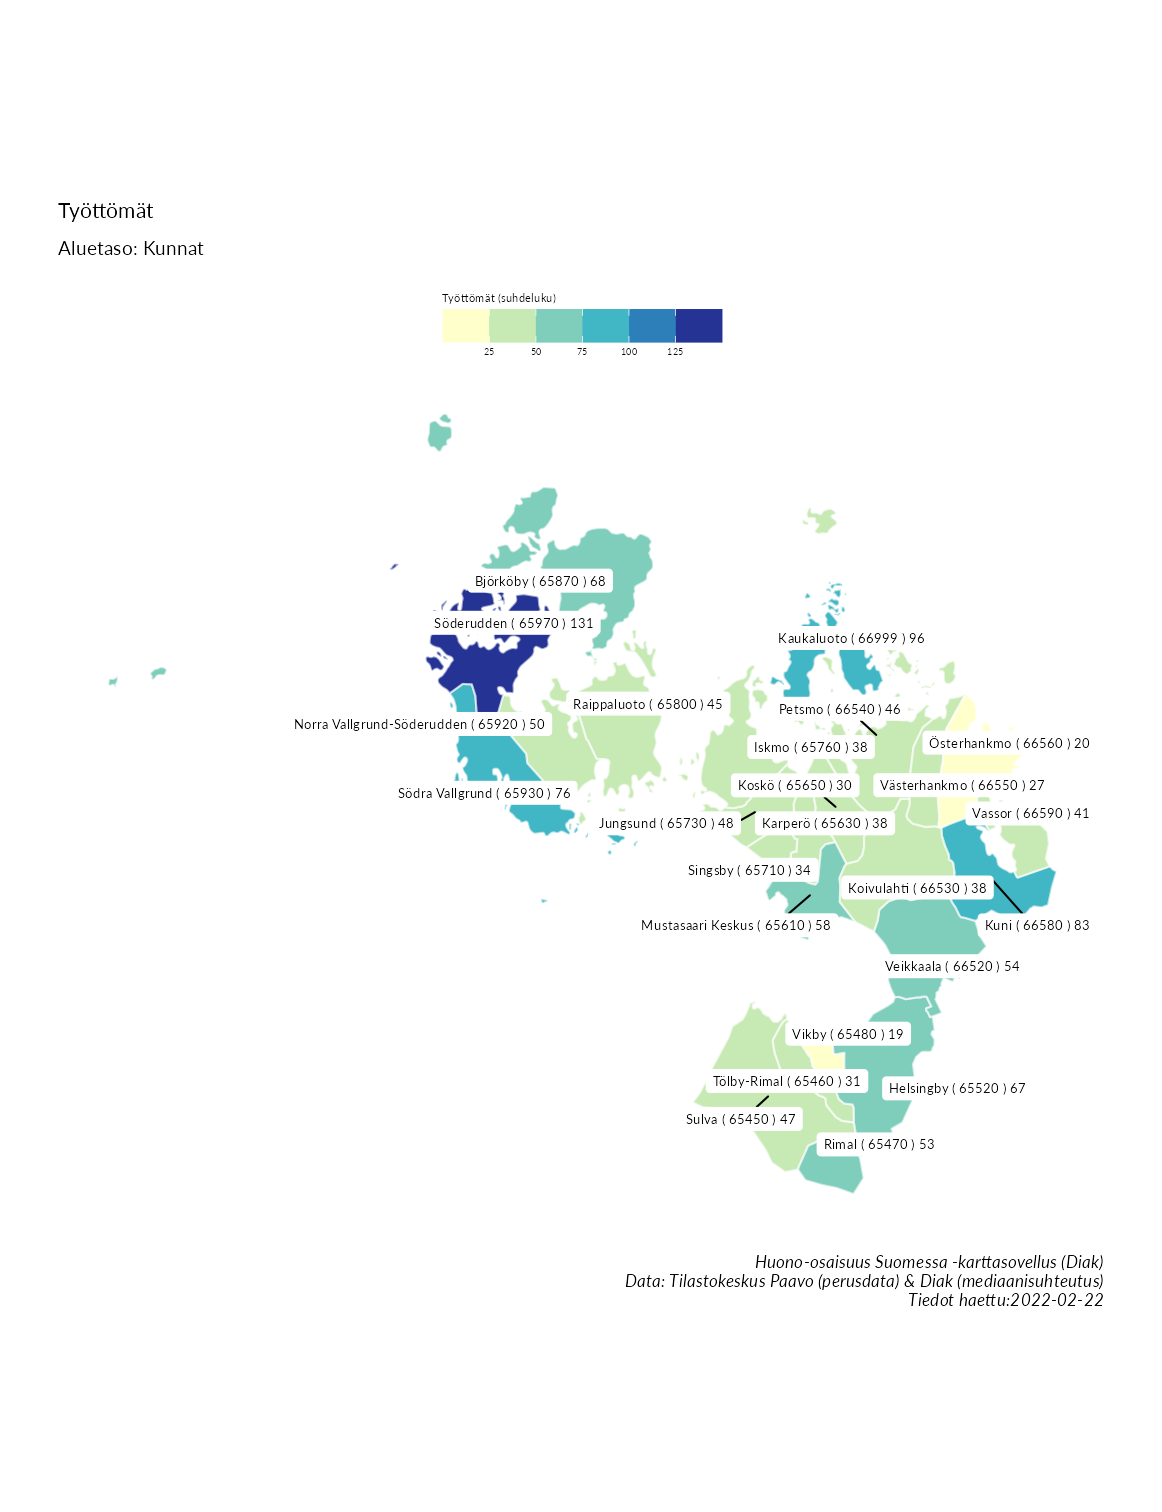 Työttömät
Aluetaso: Kunnat
Työttömät (suhdeluku)
25 50 75 100 125
Björköby ( 65870 ) 68
Söderudden ( 65970 ) 131
Kaukaluoto ( 66999 ) 96
Raippaluoto ( 65800 ) 45
Petsmo ( 66540 ) 46
Norra Vallgrund-Söderudden ( 65920 ) 50
Iskmo ( 65760 ) 38
Österhankmo ( 66560 ) 20
Koskö ( 65650 ) 30
Västerhankmo ( 66550 ) 27
Södra Vallgrund ( 65930 ) 76
Vassor ( 66590 ) 41
Jungsund ( 65730 ) 48
Karperö ( 65630 ) 38
Singsby ( 65710 ) 34
Koivulahti ( 66530 ) 38
Mustasaari Keskus ( 65610 ) 58
Kuni ( 66580 ) 83
Veikkaala ( 66520 ) 54
Vikby ( 65480 ) 19
Tölby-Rimal ( 65460 ) 31
Helsingby ( 65520 ) 67
Sulva ( 65450 ) 47
Rimal ( 65470 ) 53
Huono-osaisuus Suomessa -karttasovellus (Diak)
Data: Tilastokeskus Paavo (perusdata) & Diak (mediaanisuhteutus)
Tiedot haettu:2022-02-22